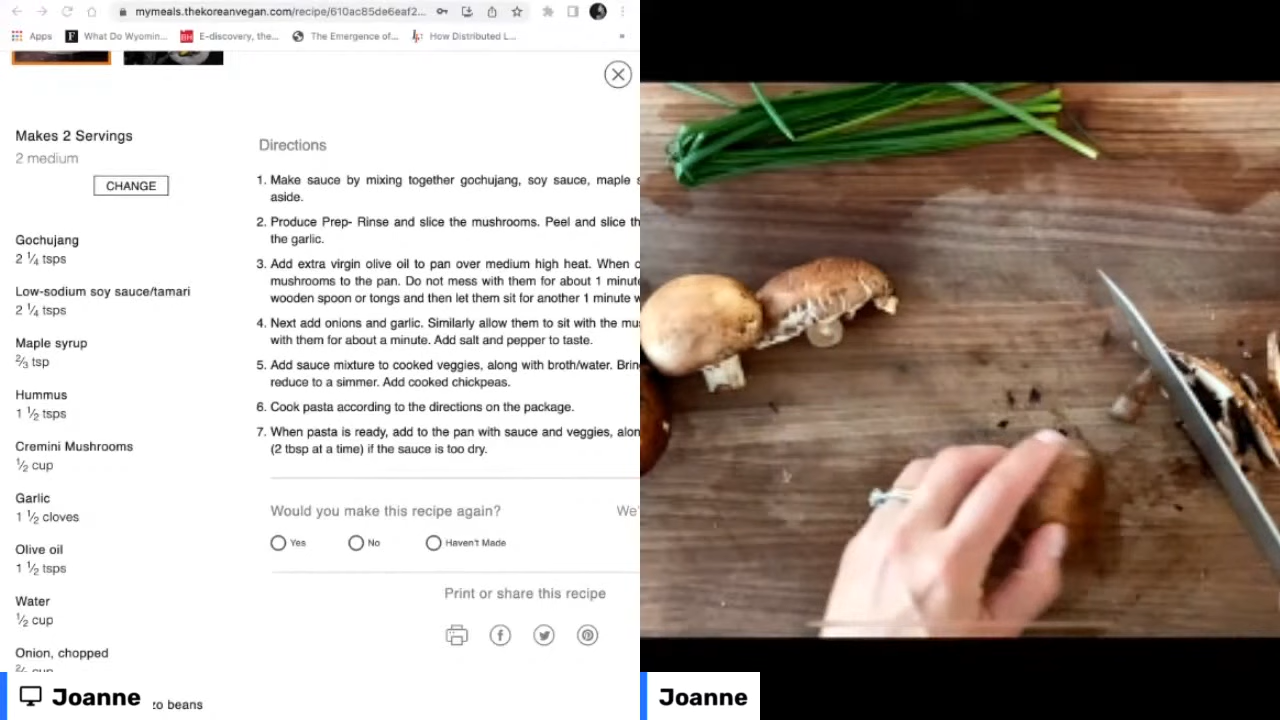 mymeals.thekoreanvegan.com/recipe/610ac85de6eaf2...
Apps What Do Wyomin... E-discovery, the... The Emergence of... How Distributed L... »
Makes 2 Servings
2 medium
CHANGE
Gochujang
2 1/4 tsps
Low-sodium soy sauce/tamari
2 1/4 tsps
Maple syrup
2/3 tsp
Hummus
1 1/2 tsps
Cremini Mushrooms
1/2 cup
Garlic
1 1/2 cloves
Olive oil
1 1/2 tsps
Water
1/2 cup
Onion, chopped
zo beans
Directions
1. Make sauce by mixing together gochujang, soy sauce, maple s
aside.
2. Produce Prep- Rinse and slice the mushrooms. Peel and slice th
the garlic.
3. Add extra virgin olive oil to pan over medium high heat. When o
mushrooms to the pan. Do not mess with them for about 1 minute
wooden spoon or tongs and then let them sit for another 1 minute w
4. Next add onions and garlic. Similarly allow them to sit with the mu
with them for about a minute. Add salt and pepper to taste.
5. Add sauce mixture to cooked veggies, along with broth/water. Brin
reduce to a simmer. Add cooked chickpeas.
6. Cook pasta according to the directions on the package.
7. When pasta is ready, add to the pan with sauce and veggies, alon
(2 tbsp at a time) if the sauce is too dry.
Would you make this recipe again? We'
Yes No Haven't Made
Print or share this recipe
Joanne
Joanne